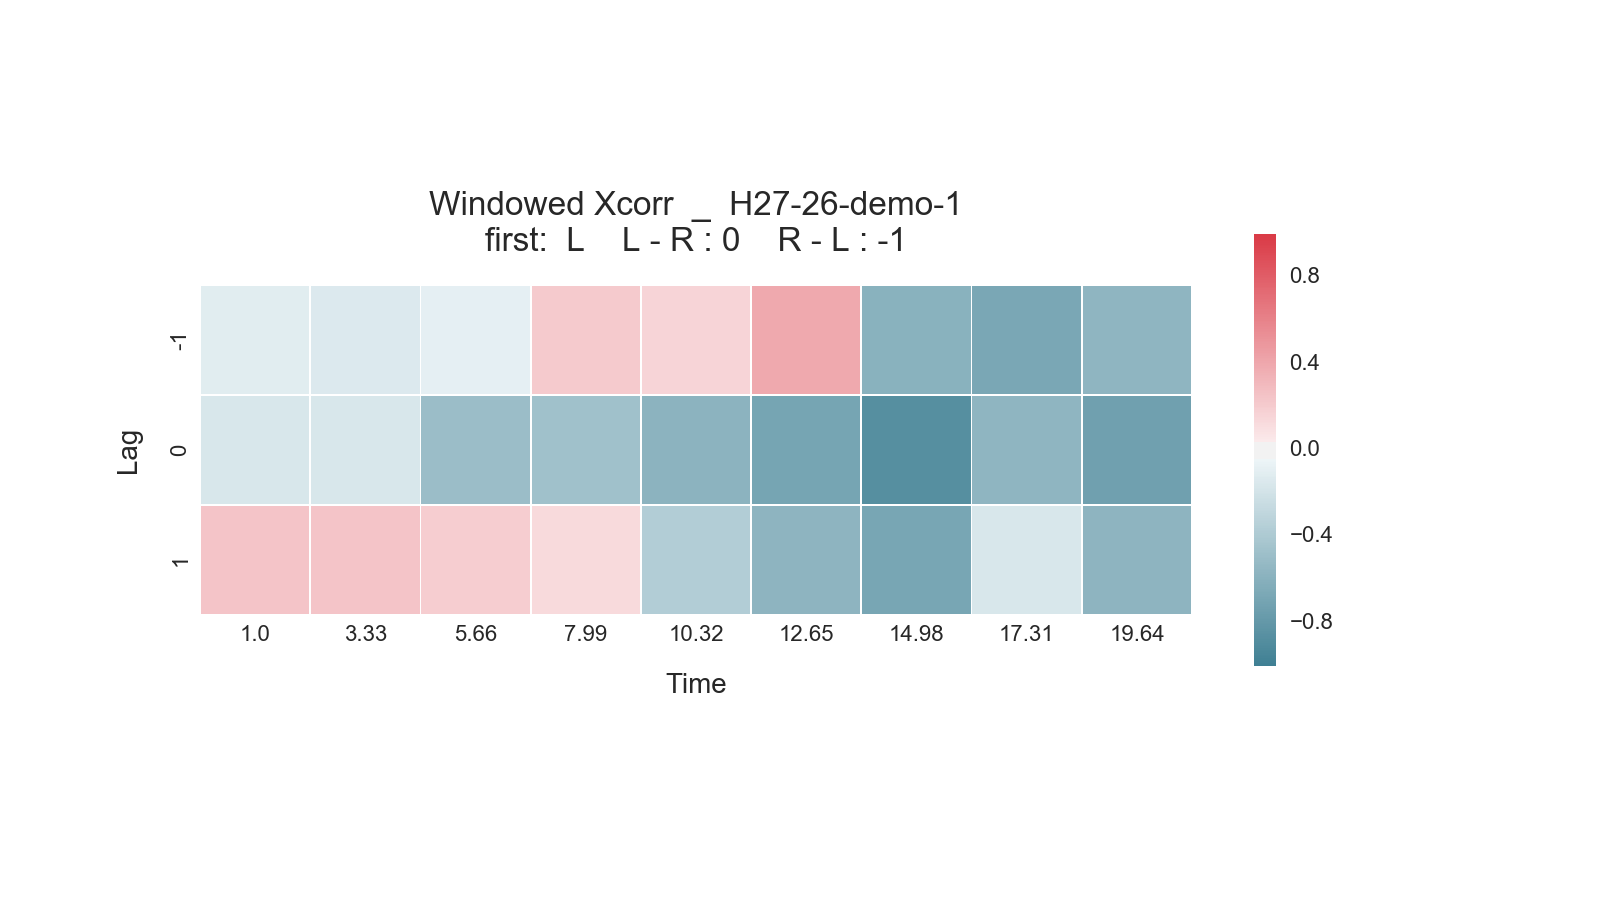 Windowed Xcorr _ H27-26-demo-1
first: L L - R : 0 R - L : -1
Lag
-1
0
1
1.0 3.33 5.66 7.99 10.32 12.65 14.98 17.31 19.64
Time
0.8
0.4
0.0
−0.4
−0.8